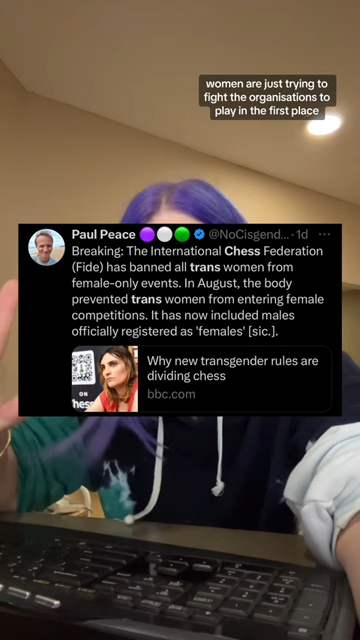 women are just trying to
fight the organisations to
play in the first place
Paul Peace 🟣⚪🟢 @NoCisgend... · 1d ...
Breaking: The International Chess Federation
(Fide) has banned all trans women from
female-only events. In August, the body
prevented trans women from entering female
competitions. It has now included males
officially registered as 'females' [sic.].
ON
hess
Why new transgender rules are
dividing chess
bbc.com